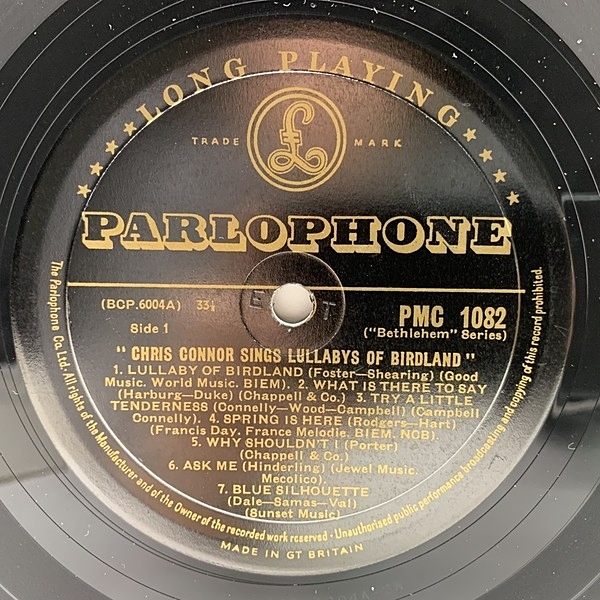 ★★★★★ LONG PLAYING ★★★★★
TRADE £ MARK
PARLOPHONE
(BCP.6004A) 33⅓
PMC 1082
Side 1
("Bethlehem" Series)
" CHRIS CONNOR SINGS LULLABYS OF BIRDLAND "
1. LULLABY OF BIRDLAND (Foster—Shearing) (Good
Music. World Music. BIEM). 2. WHAT IS THERE TO SAY
(Harburg—Duke) (Chappell & Co.) 3. TRY A LITTLE
TENDERNESS (Connelly—Wood—Campbell) (Campbell
Connelly). 4. SPRING IS HERE (Rodgers—Hart)
(Francis Day. France Melodie. BIEM. NCB).
5. WHY SHOULDN'T I (Porter)
(Chappell & Co.)
6. ASK ME (Hinderling) (Jewel Music.
Mecolico).
7. BLUE SILHOUETTE
(Dale—Samas—Val)
(Sunset Music)
The Parlophone Co. Ltd. All rights of the Manufacturer and of the Owner of the recorded work reserved · Unauthorised public performance broadcasting and copying of this record prohibited.
MADE IN GT BRITAIN